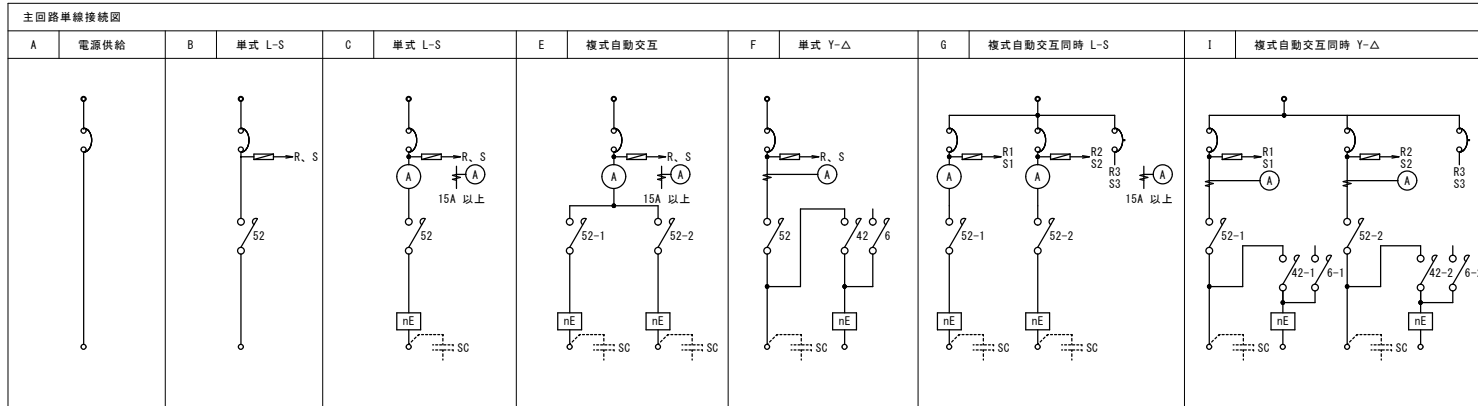 主回路単線接続図
A 電源供給 B 単式 L-S C 単式 L-S E 複式自動交互 F 単式 Y-△ G 複式自動交互同時 L-S I 複式自動交互同時 Y-△
R、S
52
R、S
A
A
15A 以上
52
nE
SC
R、S
A
A
15A 以上
52-1
52-2
nE
nE
SC
SC
R、S
A
52
42
6
nE
SC
R1
S1
R2
S2
R3
S3
A
A
A
15A 以上
52-1
52-2
nE
nE
SC
SC
R1
S1
R2
S2
R3
S3
A
A
52-1
52-2
42-1
6-1
42-2
6-2
nE
nE
SC
SC